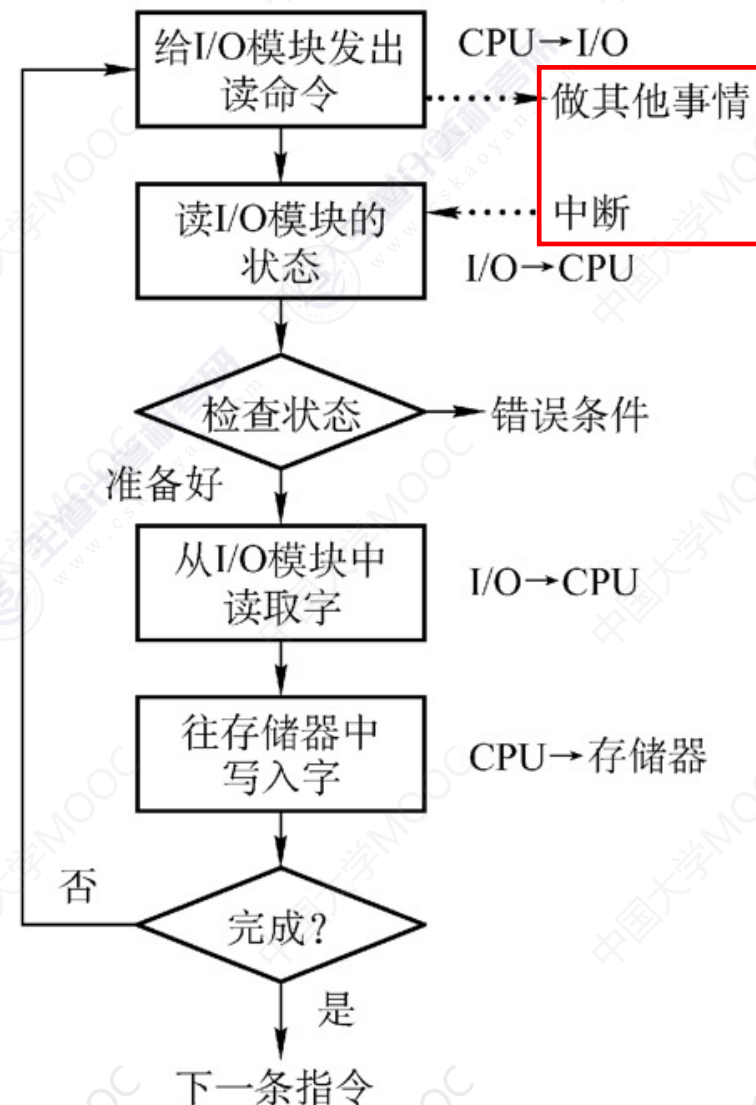 给I/O模块发出
读命令
CPU→I/O
做其他事情
读I/O模块的
状态
中断
I/O→CPU
检查状态
错误条件
准备好
从I/O模块中
读取字
I/O→CPU
往存储器中
写入字
CPU→存储器
否
完成?
是
下一条指令